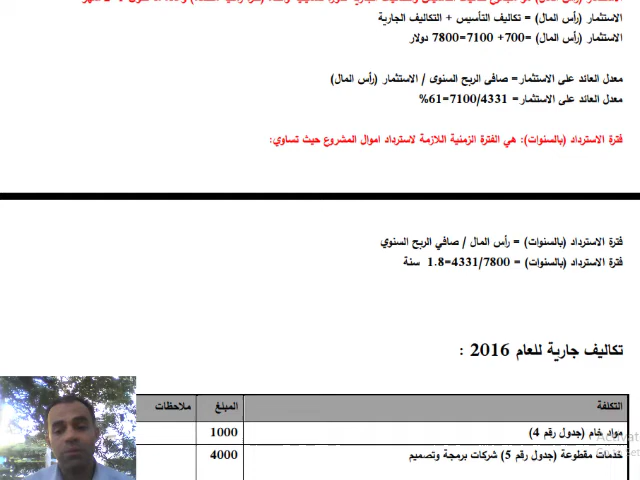 الاستثمار (رأس المال) = تكاليف التأسيس + التكاليف الجارية
الاستثمار (رأس المال) =700+ 7100=7800 دولار
معدل العائد على الاستثمار= صافى الربح السنوى / الاستثمار (رأس المال)
معدل العائد على الاستثمار= 7100/4331=61%
فترة الاسترداد (بالسنوات): هي الفترة الزمنية اللازمة لاسترداد اموال المشروع حيث تساوي:
فترة الاسترداد (بالسنوات) = رأس المال / صافي الربح السنوي
فترة الاسترداد (بالسنوات) = 4331/7800=1.8 سنة
تكاليف جارية للعام 2016 :
التكلفة المبلغ ملاحظات
مواد خام (جدول رقم 4) 1000
خدمات مقطوعة (جدول رقم 5) شركات برمجة وتصميم 4000